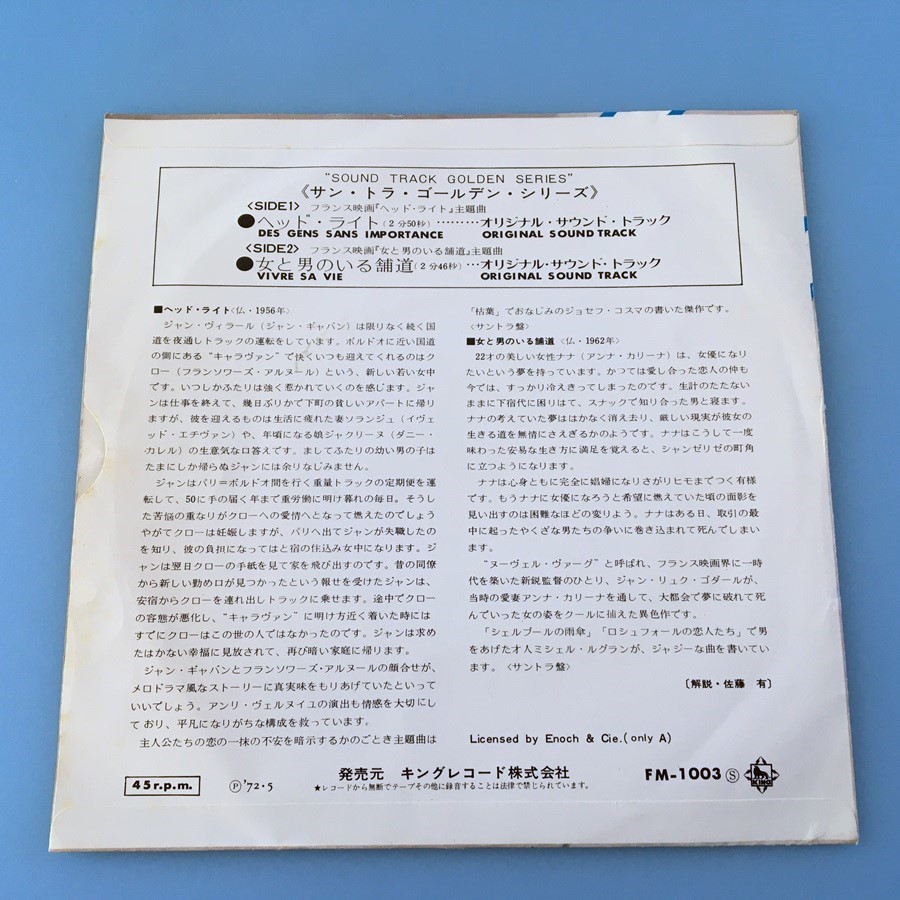 "SOUND TRACK GOLDEN SERIES"
《サン・トラ・ゴールデン・シリーズ》
〈SIDE1〉 フランス映画『ヘッド・ライト』主題曲
●ヘッド・ライト(2分50秒)………オリジナル・サウンド・トラック
DES GENS SANS IMPORTANCE ORIGINAL SOUND TRACK
〈SIDE2〉 フランス映画『女と男のいる舗道』主題曲
●女と男のいる舗道(2分46秒)…オリジナル・サウンド・トラック
VIVRE SA VIE ORIGINAL SOUND TRACK
■ヘッド・ライト〈仏・1956年〉
ジャン・ヴィラール(ジャン・ギャバン)は限りなく続く国
道を夜通しトラックの運転をしています。ボルドオに近い国道
の側にある“キャラヴァン”で快くいつも迎えてくれるのはク
ロー(フランソワーズ・アルヌール)という、新しい若い女中
です。いつしかふたりは強く惹かれていくのを感じます。ジャ
ンは仕事を終えて、幾日ぶりかで下町の貧しいアパートに帰り
ますが、彼を迎えるものは生活に疲れた妻ソランジュ(イヴェ
ッド・エチヴァン)や、年頃になる娘ジャクリーヌ(ダニー・
カレル)の生意気な口答えです。ましてふたりの幼い男の子は
たまにしか帰らぬジャンには余りなじみません。
ジャンはパリ=ボルドオ間を行く重量トラックの定期便を運
転して、50に手の届く年まで重労働に明け暮れの毎日。そうし
た苦悩の重なりがクローへの愛情へとなって燃えたのでしょう
やがてクローは妊娠しますが、パリへ出てジャンが失職したの
を知り、彼の負担になってはと宿の住込み女中になります。ジ
ャンは翌日クローの手紙を見て家を飛び出すのです。昔の同僚
から新しい勤め口が見つかったという報せを受けたジャンは、
安宿からクローを連れ出しトラックに乗せます。途中でクロー
の容態が悪化し、“キャラヴァン”に明け方近く着いた時には
すでにクローはこの世の人ではなかったのです。ジャンは求め
たはかない幸福に見放されて、再び暗い家庭に帰ります。
ジャン・ギャバンとフランソワーズ・アルヌールの顔合せが、
メロドラマ風なストーリーに真実味をもりあげていたといって
いいでしょう。アンリ・ヴェルヌイユの演出も情感を大切にし
ており、平凡になりがちな構成を救っています。
主人公たちの恋の一抹の不安を暗示するかのごとき主題曲は
「枯葉」でおなじみのジョセフ・コスマの書いた傑作です。
〈サントラ盤〉
■女と男のいる舗道〈仏・1962年〉
22才の美しい女性ナナ(アンナ・カリーナ)は、女優になり
たいという夢を持っています。かつては愛し合った恋人の仲も
今では、すっかり冷えきってしまったのです。生計のたたない
ままに下宿代に困りはて、スナックで知り合った男と寝ます。
ナナの考えていた夢ははかなく消え去り、厳しい現実が彼女の
生きる道を無情にさえぎるかのようです。ナナはこうして一度
味わった安易な生き方に満足を覚えると、シャンゼリゼの町角
に立つようになります。
ナナは心身ともに完全に娼婦になりさがりヒモまでつく有様
です。もうナナに女優になろうと希望に燃えていた頃の面影を
見い出すのは困難なほどの変りよう。ナナはある日、取引の最
中に起ったやくざな男たちの争いに巻き込まれて死んでしまい
ます。
“ヌーヴェル・ヴァーグ”と呼ばれ、フランス映画界に一時
代を築いた新鋭監督のひとり、ジャン・リュク・ゴダールが、
当時の愛妻アンナ・カリーナを通して、大都会で夢に破れて死
んでいった女の姿をクールに捕えた異色作です。
「シェルブールの雨傘」「ロシュフォールの恋人たち」で男
をあげた才人ミシェル・ルグランが、ジャジーな曲を書いてい
ます。〈サントラ盤〉
〔解説・佐藤 有〕
Licensed by Enoch & Cie.(only A)
45r.p.m.
Ⓟ'72・5
発売元 キングレコード株式会社
★レコードから無断でテープその他に録音することは法律で禁じられています。
FM-1003 Ⓢ
KING